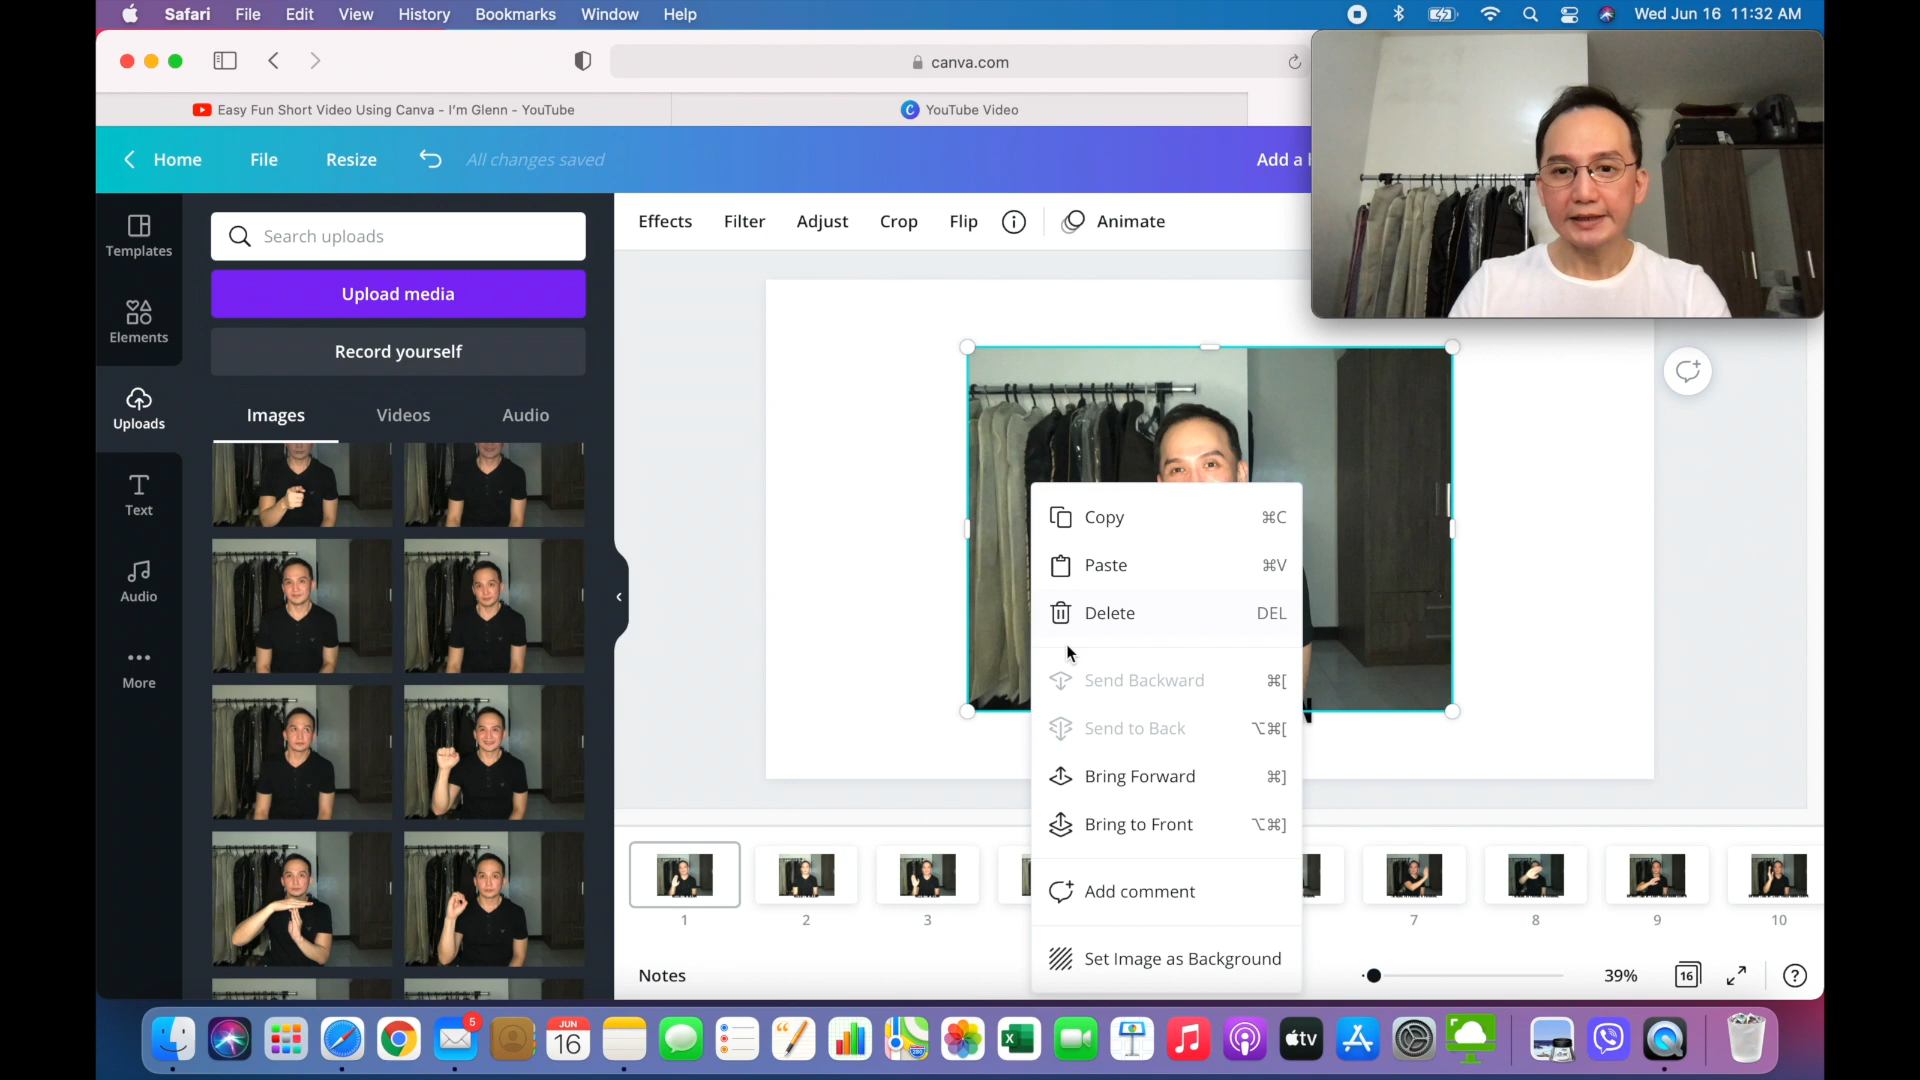 Safari File Edit View History Bookmarks Window Help Wed Jun 16 11:32 AM
canva.com
Easy Fun Short Video Using Canva - I'm Glenn - YouTube
YouTube Video
Home File Resize All changes saved Add a
Effects Filter Adjust Crop Flip Animate
Templates
Elements
Uploads
Text
Audio
More
Search uploads
Upload media
Record yourself
Images Videos Audio
Copy ⌘C
Paste ⌘V
Delete DEL
Send Backward ⌘[
Send to Back ⌥⌘[
Bring Forward ⌘]
Bring to Front ⌥⌘]
Add comment
Set Image as Background
1 2 3 7 8 9 10
Notes 39% 16 ?
5
JUN
16
280
X
tv